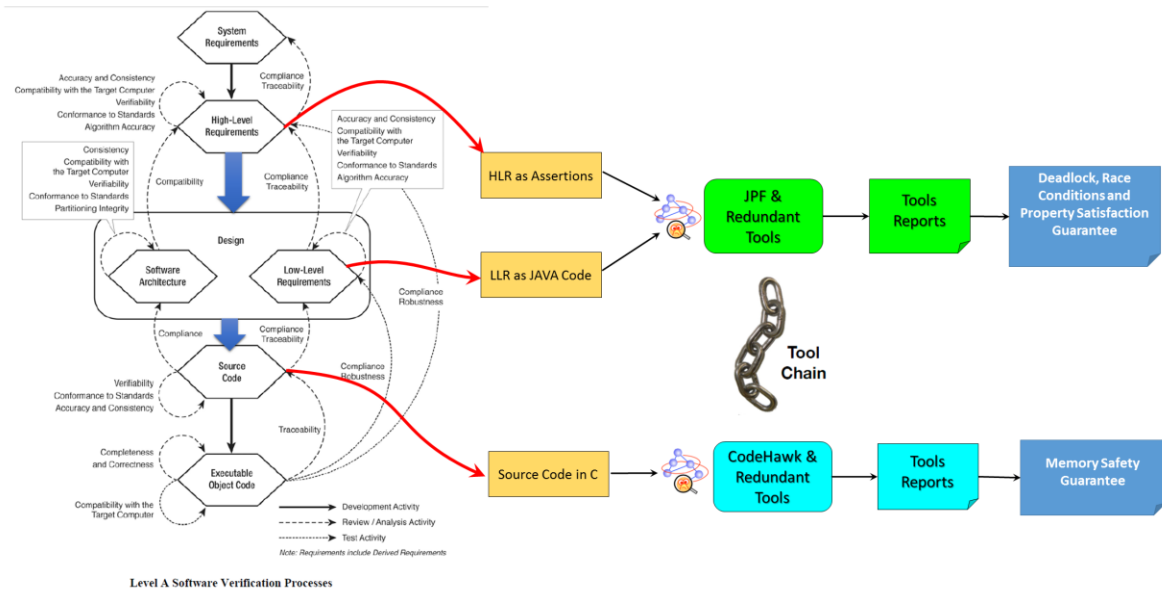 System
Requirements
Accuracy and Consistency
Compatibility with the Target Computer
Verifiability
Conformance to Standards
Algorithm Accuracy
Compliance
Traceability
High-Level
Requirements
Accuracy and Consistency
Compatibility with
the Target Computer
Verifiability
Conformance to Standards
Algorithm Accuracy
Consistency
Compatibility with
the Target Computer
Verifiability
Conformance to Standards
Partitioning Integrity
Compatibility
Compliance
Traceability
Design
Software
Architecture
Low-Level
Requirements
Compliance
Robustness
Compliance
Compliance
Traceability
Source
Code
Compliance
Robustness
Verifiability
Conformance to Standards
Accuracy and Consistency
Traceability
Completeness
and Correctness
Executable
Object Code
Compatibility with the
Target Computer
Development Activity
Review / Analysis Activity
Test Activity
Note: Requirements include Derived Requirements
Level A Software Verification Processes
HLR as Assertions
LLR as JAVA Code
JPF &
Redundant
Tools
Tools
Reports
Deadlock, Race
Conditions and
Property Satisfaction
Guarantee
Tool
Chain
Source Code in C
CodeHawk &
Redundant
Tools
Tools
Reports
Memory Safety
Guarantee